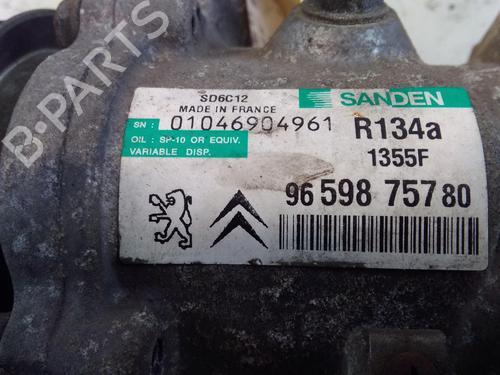 B-PARTS
SD6C12
MADE IN FRANCE
SANDEN
SN : 01046904961
R134a
OIL : SP-10 OR EQUIV.
VARIABLE DISP.
1355F
96 598 757 80